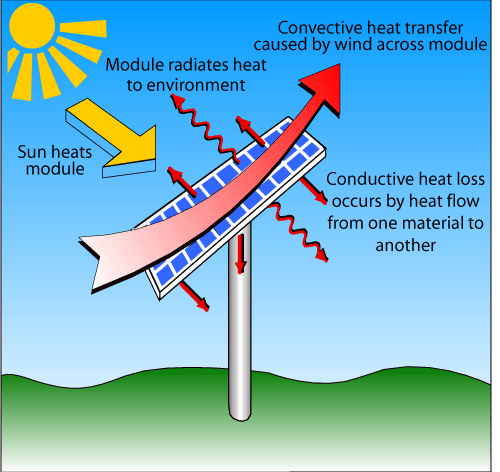 Convective heat transfer
caused by wind across module
Module radiates heat
to environment
Sun heats
module
Conductive heat loss
occurs by heat flow
from one material to
another